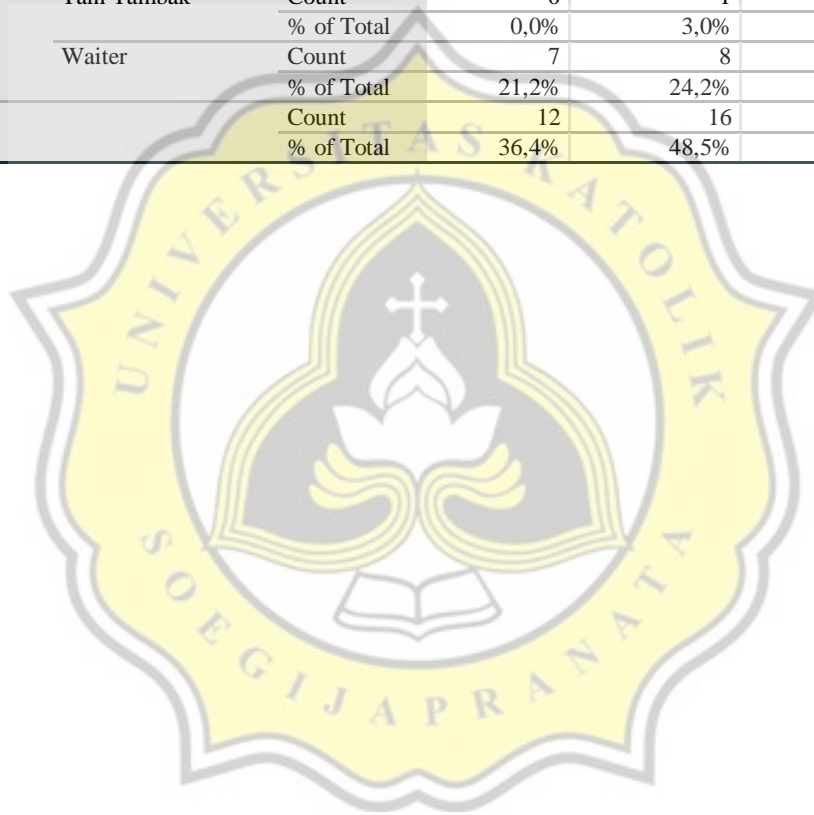 % of Total 0,0% 3,0%
Waiter Count 7 8
% of Total 21,2% 24,2%
Count 12 16
% of Total 36,4% 48,5%
UNIVERSITAS KATOLIK
SOEGIJAPRANATA